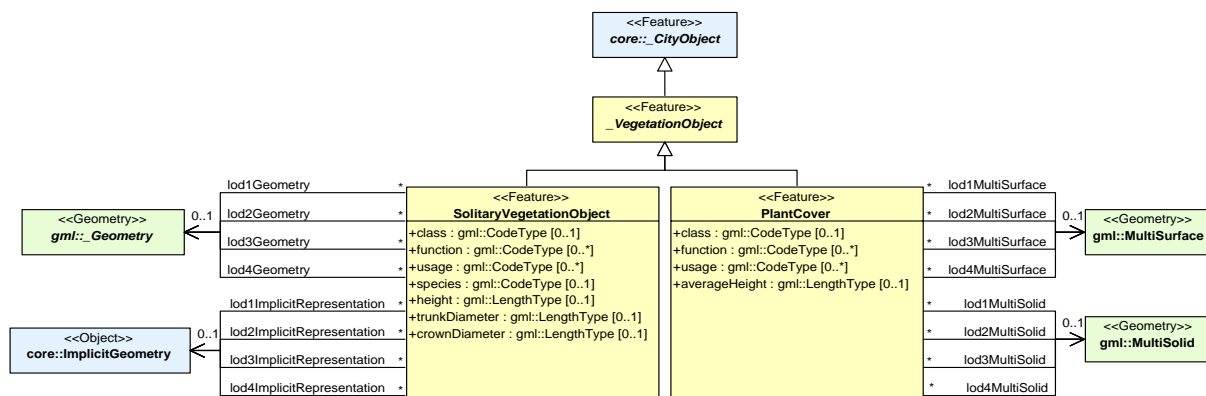 <<Feature>>
core::_CityObject
<<Feature>>
_VegetationObject
<<Geometry>>
gml::_Geometry
0..1
lod1Geometry *
lod2Geometry *
lod3Geometry *
lod4Geometry *
<<Object>>
core::ImplicitGeometry
0..1
lod1ImplicitRepresentation *
lod2ImplicitRepresentation *
lod3ImplicitRepresentation *
lod4ImplicitRepresentation *
<<Feature>>
SolitaryVegetationObject
+class : gml::CodeType [0..1]
+function : gml::CodeType [0..*]
+usage : gml::CodeType [0..*]
+species : gml::CodeType [0..1]
+height : gml::LengthType [0..1]
+trunkDiameter : gml::LengthType [0..1]
+crownDiameter : gml::LengthType [0..1]
<<Feature>>
PlantCover
+class : gml::CodeType [0..1]
+function : gml::CodeType [0..*]
+usage : gml::CodeType [0..*]
+averageHeight : gml::LengthType [0..1]
* lod1MultiSurface
* lod2MultiSurface
* lod3MultiSurface
* lod4MultiSurface
0..1
<<Geometry>>
gml::MultiSurface
* lod1MultiSolid
* lod2MultiSolid
* lod3MultiSolid
* lod4MultiSolid
0..1
<<Geometry>>
gml::MultiSolid